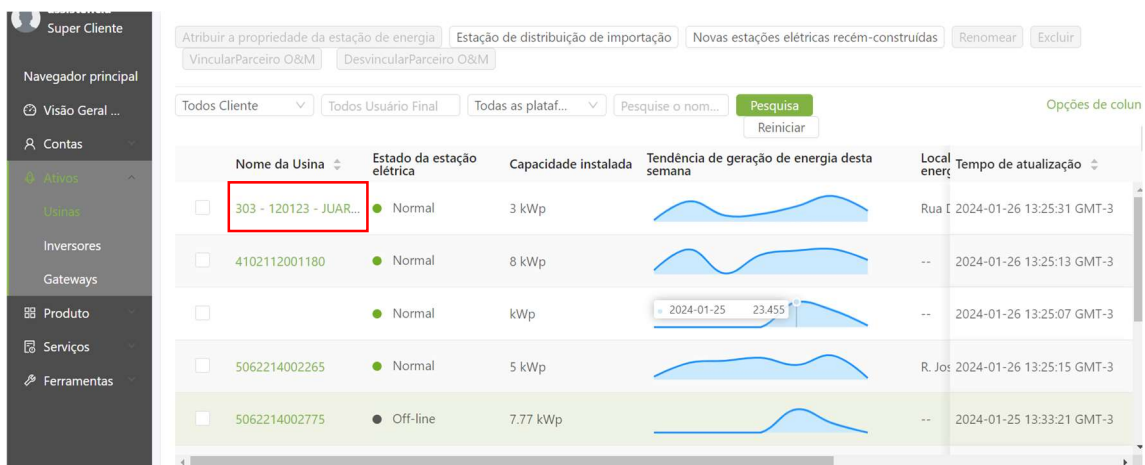 Super Cliente
Navegador principal
Visão Geral ...
Contas
Ativos
Usinas
Inversores
Gateways
Produto
Serviços
Ferramentas
Atribuir a propriedade da estação de energia Estação de distribuição de importação Novas estações elétricas recém-construídas Renomear Excluir
VincularParceiro O&M DesvincularParceiro O&M
Todos Cliente Todos Usuário Final Todas as plataf... Pesquise o nom... Pesquisa Opções de colun
Reiniciar
Nome da Usina Estado da estação elétrica Capacidade instalada Tendência de geração de energia desta semana Local energ Tempo de atualização
303 - 120123 - JUAR... Normal 3 kWp Rua 2024-01-26 13:25:31 GMT-3
4102112001180 Normal 8 kWp -- 2024-01-26 13:25:13 GMT-3
Normal kWp 2024-01-25 23.455 -- 2024-01-26 13:25:07 GMT-3
5062214002265 Normal 5 kWp R. Jos 2024-01-26 13:25:15 GMT-3
5062214002775 Off-line 7.77 kWp -- 2024-01-25 13:33:21 GMT-3